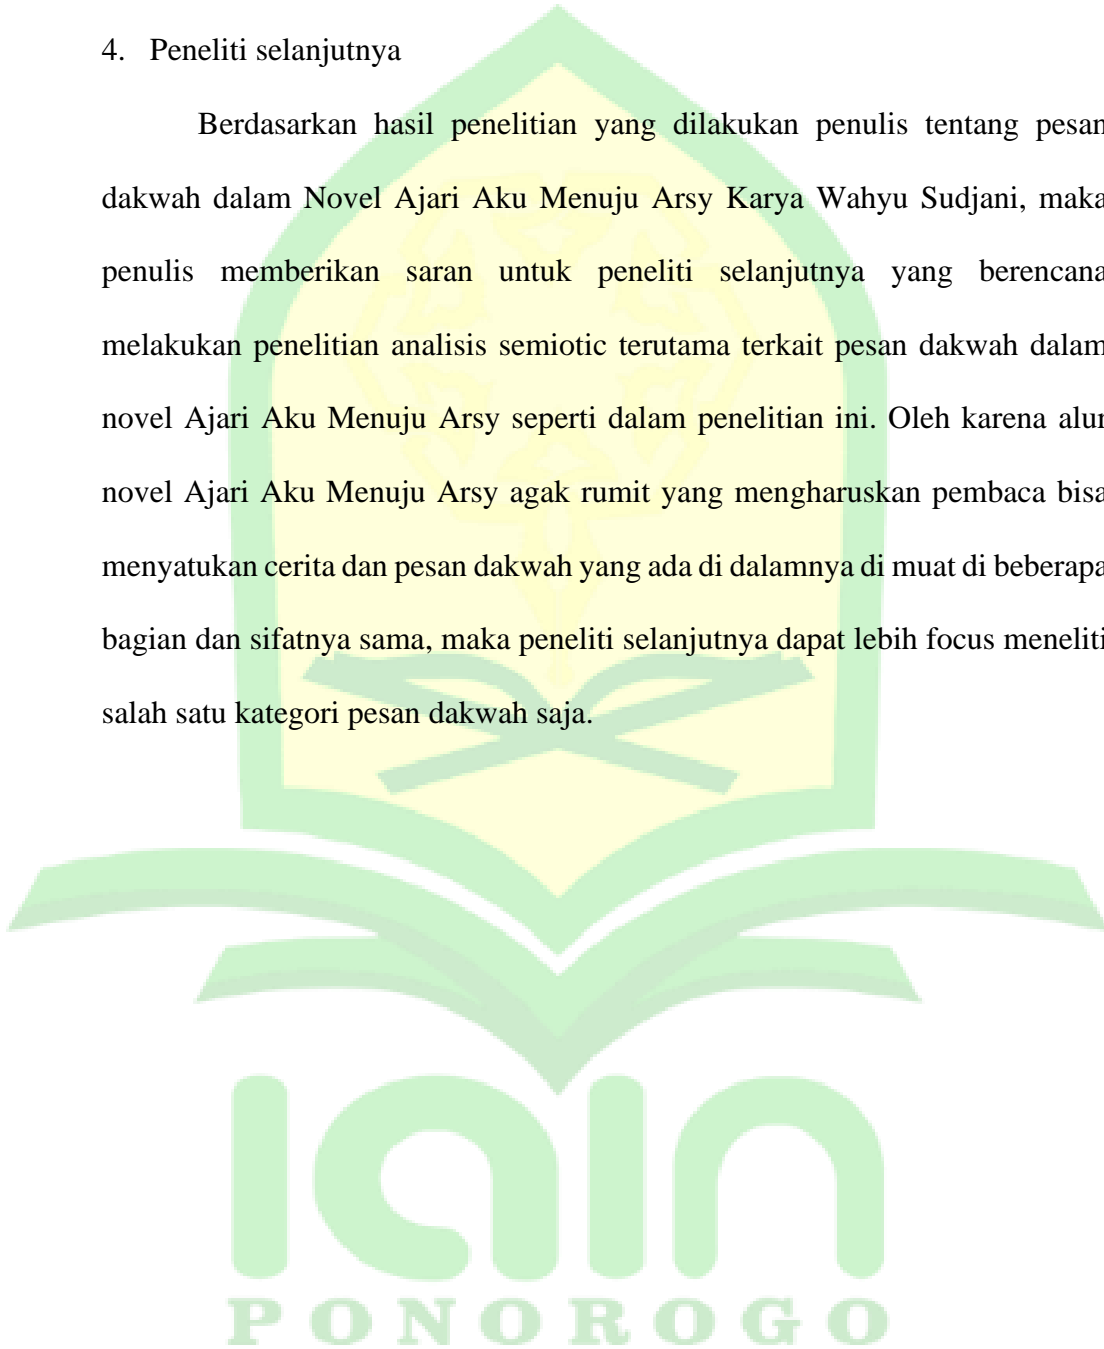 4. Peneliti selanjutnya
Berdasarkan hasil penelitian yang dilakukan penulis tentang pesan
dakwah dalam Novel Ajari Aku Menuju Arsy Karya Wahyu Sudjani, maka
penulis memberikan saran untuk peneliti selanjutnya yang berencana
melakukan penelitian analisis semiotic terutama terkait pesan dakwah dalam
novel Ajari Aku Menuju Arsy seperti dalam penelitian ini. Oleh karena alur
novel Ajari Aku Menuju Arsy agak rumit yang mengharuskan pembaca bisa
menyatukan cerita dan pesan dakwah yang ada di dalamnya di muat di beberapa
bagian dan sifatnya sama, maka peneliti selanjutnya dapat lebih focus meneliti
salah satu kategori pesan dakwah saja.
iain
PONOROGO